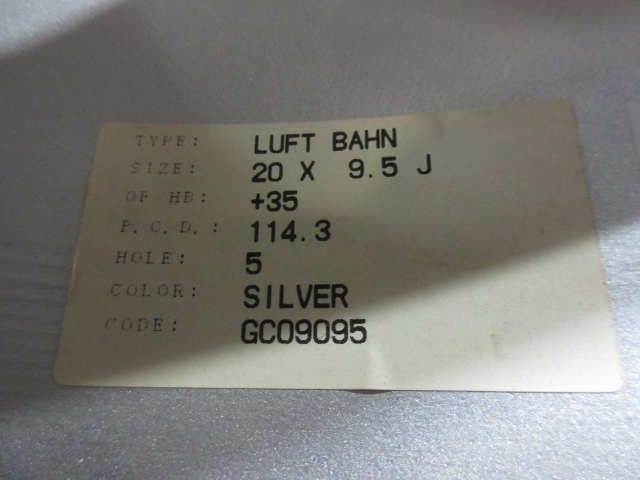 TYPE: LUFT BAHN
SIZE: 20 X 9.5 J
OF/HB: +35
P.C.D.: 114.3
HOLE: 5
COLOR: SILVER
CODE: GC09095